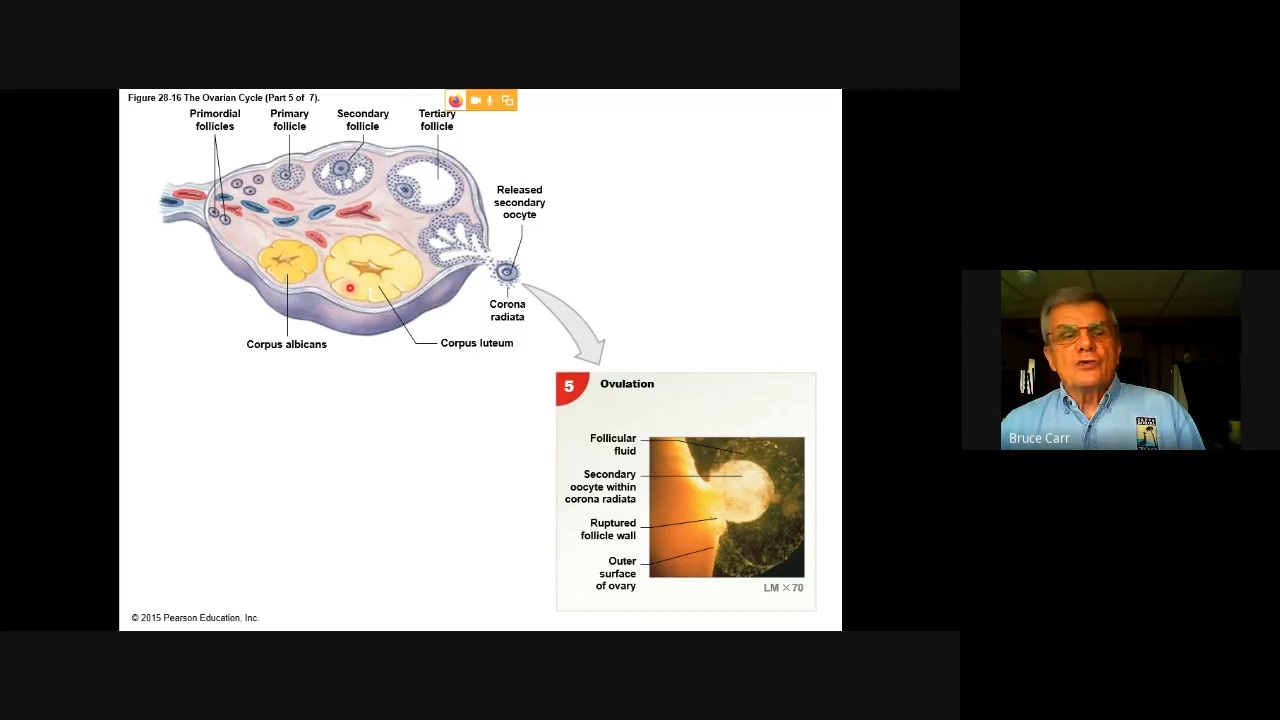 Figure 28-16 The Ovarian Cycle (Part 5 of 7).
Primordial
follicles
Primary
follicle
Secondary
follicle
Tertiary
follicle
Released
secondary
oocyte
Corona
radiata
Corpus albicans
Corpus luteum
5
Ovulation
Follicular
fluid
Secondary
oocyte within
corona radiata
Ruptured
follicle wall
Outer
surface
of ovary
LM ×70
© 2015 Pearson Education, Inc.
Bruce Carr